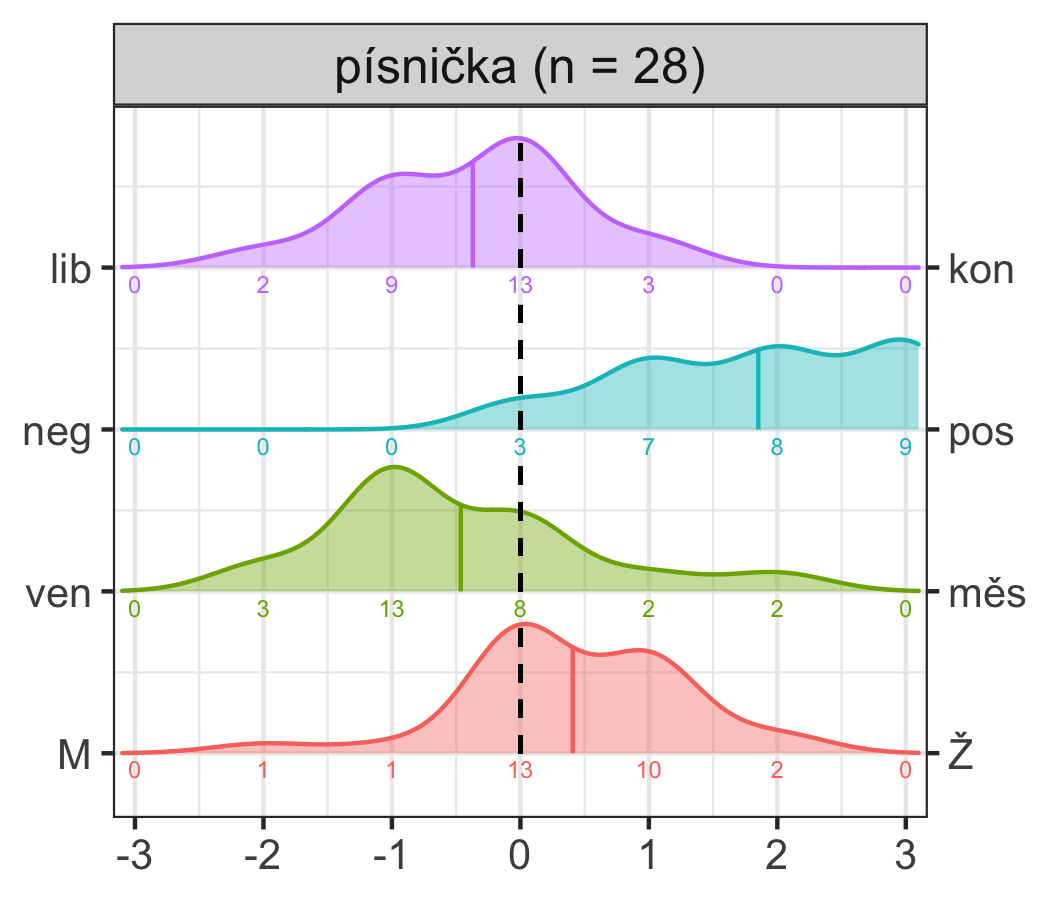 písnička (n = 28)
lib kon
0 2 9 13 3 0 0
neg pos
0 0 0 3 7 8 9
ven měs
0 3 13 8 2 2 0
M Ž
0 1 1 13 10 2 0
-3 -2 -1 0 1 2 3